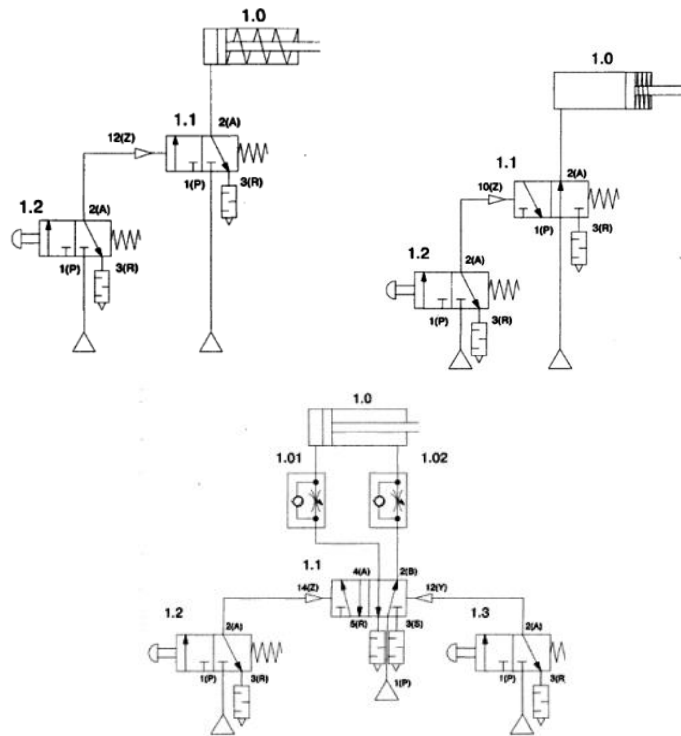 1.0
1.1
2(A)
12(Z)
1(P)
3(R)
1.2
2(A)
1(P)
3(R)
1.0
1.1
2(A)
10(Z)
1(P)
3(R)
1.2
2(A)
1(P)
3(R)
1.0
1.01
1.02
1.1
4(A)
2(B)
14(Z)
12(Y)
5(R)
3(S)
1(P)
1.2
2(A)
1(P)
3(R)
1.3
2(A)
1(P)
3(R